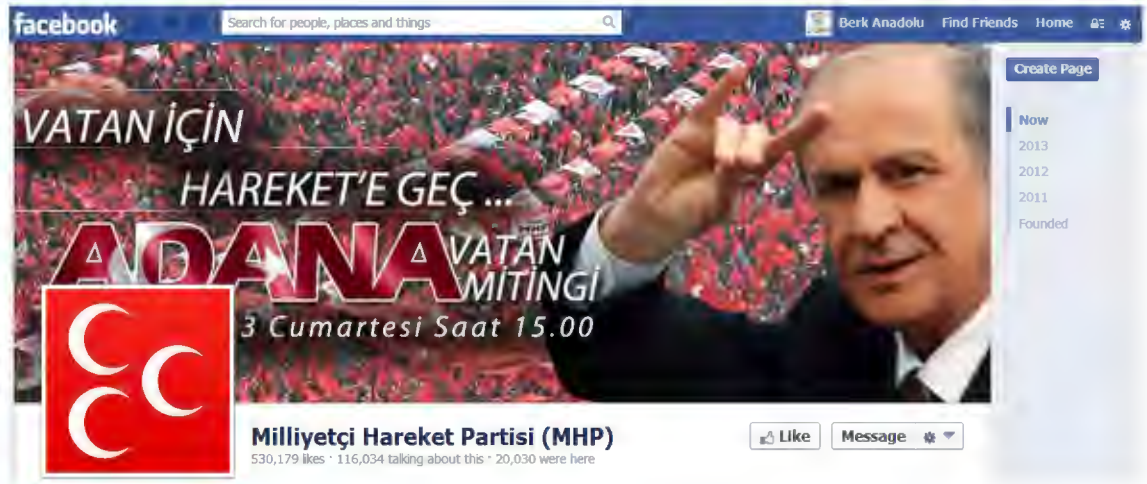 facebook
Search for people, places and things
Berk Anadolu Find Friends Home
Create Page
Now
2013
2012
2011
Founded
VATAN İÇİN
HAREKET'E GEÇ ...
ADANA VATAN
MİTİNGİ
3 Cumartesi Saat 15.00
Milliyetçi Hareket Partisi (MHP)
530,179 likes · 116,034 talking about this · 20,030 were here
Like
Message